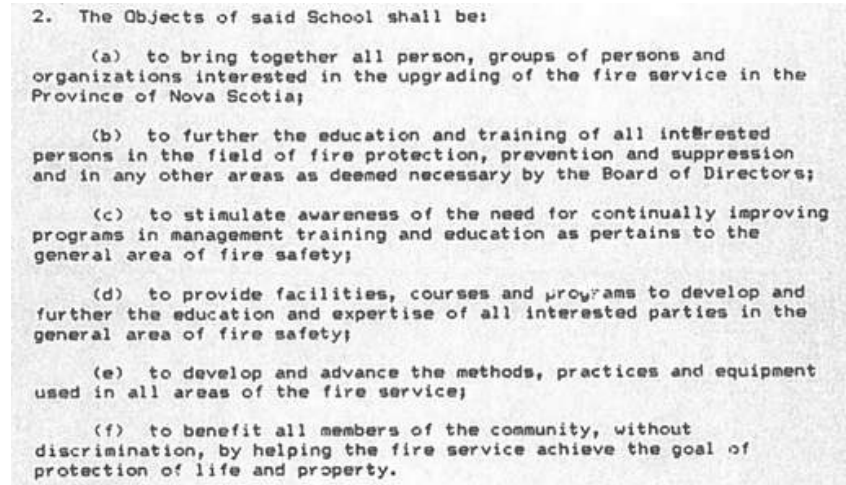 2. The Objects of said School shall be:
(a) to bring together all person, groups of persons and
organizations interested in the upgrading of the fire service in the
Province of Nova Scotia;
(b) to further the education and training of all interested
persons in the field of fire protection, prevention and suppression
and in any other areas as deemed necessary by the Board of Directors;
(c) to stimulate awareness of the need for continually improving
programs in management training and education as pertains to the
general area of fire safety;
(d) to provide facilities, courses and programs to develop and
further the education and expertise of all interested parties in the
general area of fire safety;
(e) to develop and advance the methods, practices and equipment
used in all areas of the fire service;
(f) to benefit all members of the community, without
discrimination, by helping the fire service achieve the goal of
protection of life and property.